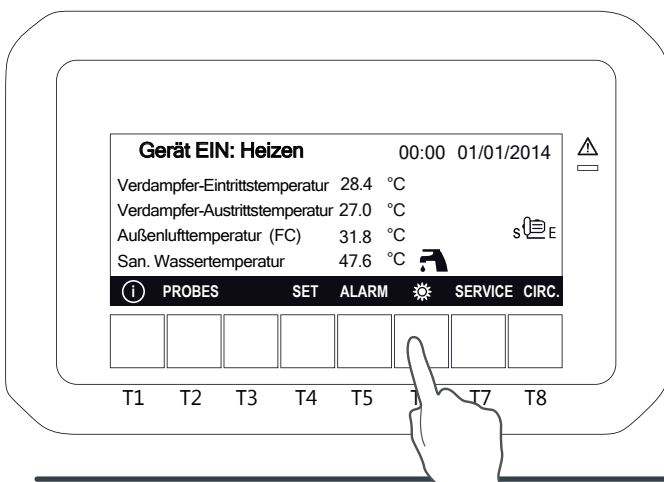 Gerät EIN: Heizen 00:00 01/01/2014
Verdampfer-Eintrittstemperatur 28.4 °C
Verdampfer-Austrittstemperatur 27.0 °C
Außenlufttemperatur (FC) 31.8 °C S E
San. Wassertemperatur 47.6 °C
i PROBES SET ALARM SERVICE CIRC.
T1 T2 T3 T4 T5 T7 T8